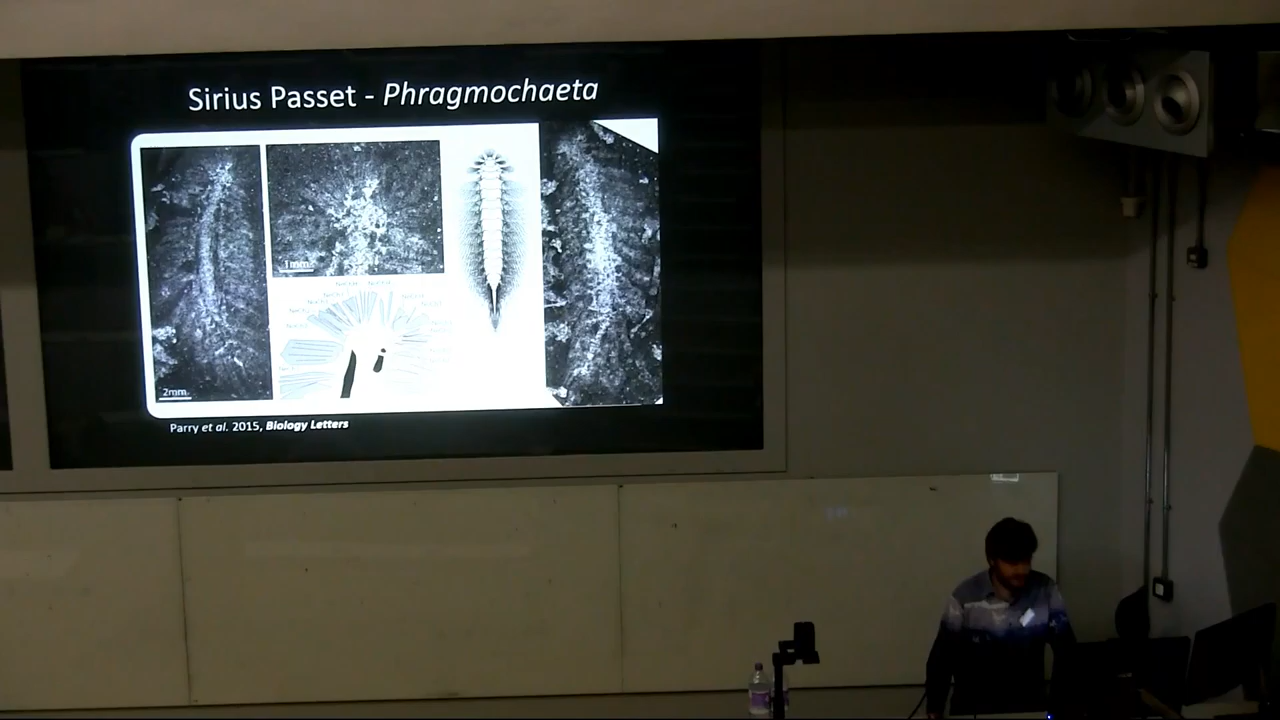 Sirius Passet - Phragmochaeta
1mm
2mm
Parry et al. 2015, Biology Letters